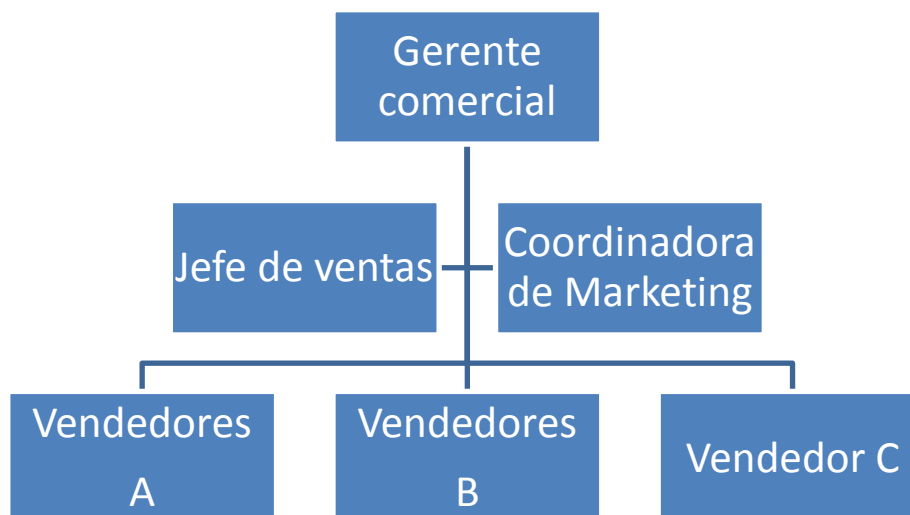 Gerente
comercial
Jefe de ventas
Coordinadora
de Marketing
Vendedores
A
Vendedores
B
Vendedor C